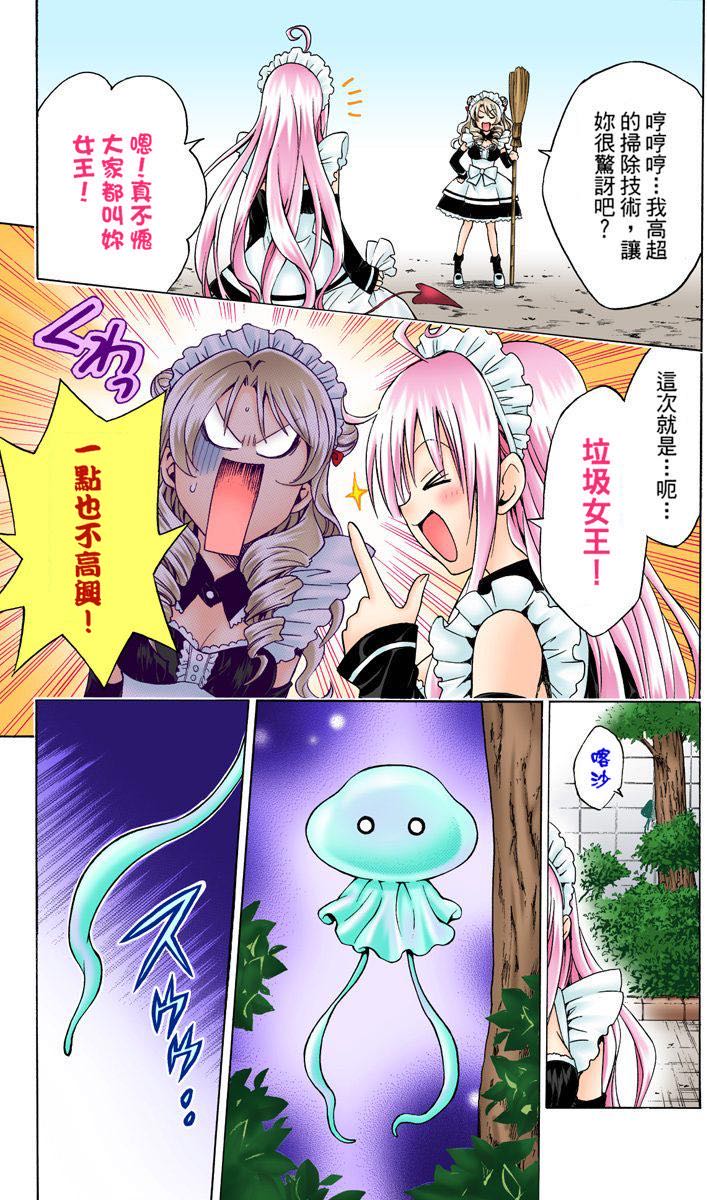 哼哼哼…我高超
的掃除技術，讓
妳很驚訝吧？
嗯！真不愧
大家都叫妳
女王！
這次就是…呃…
垃圾女王！
くわっ
一點也不高興！
喀沙
スゥゥゥ…